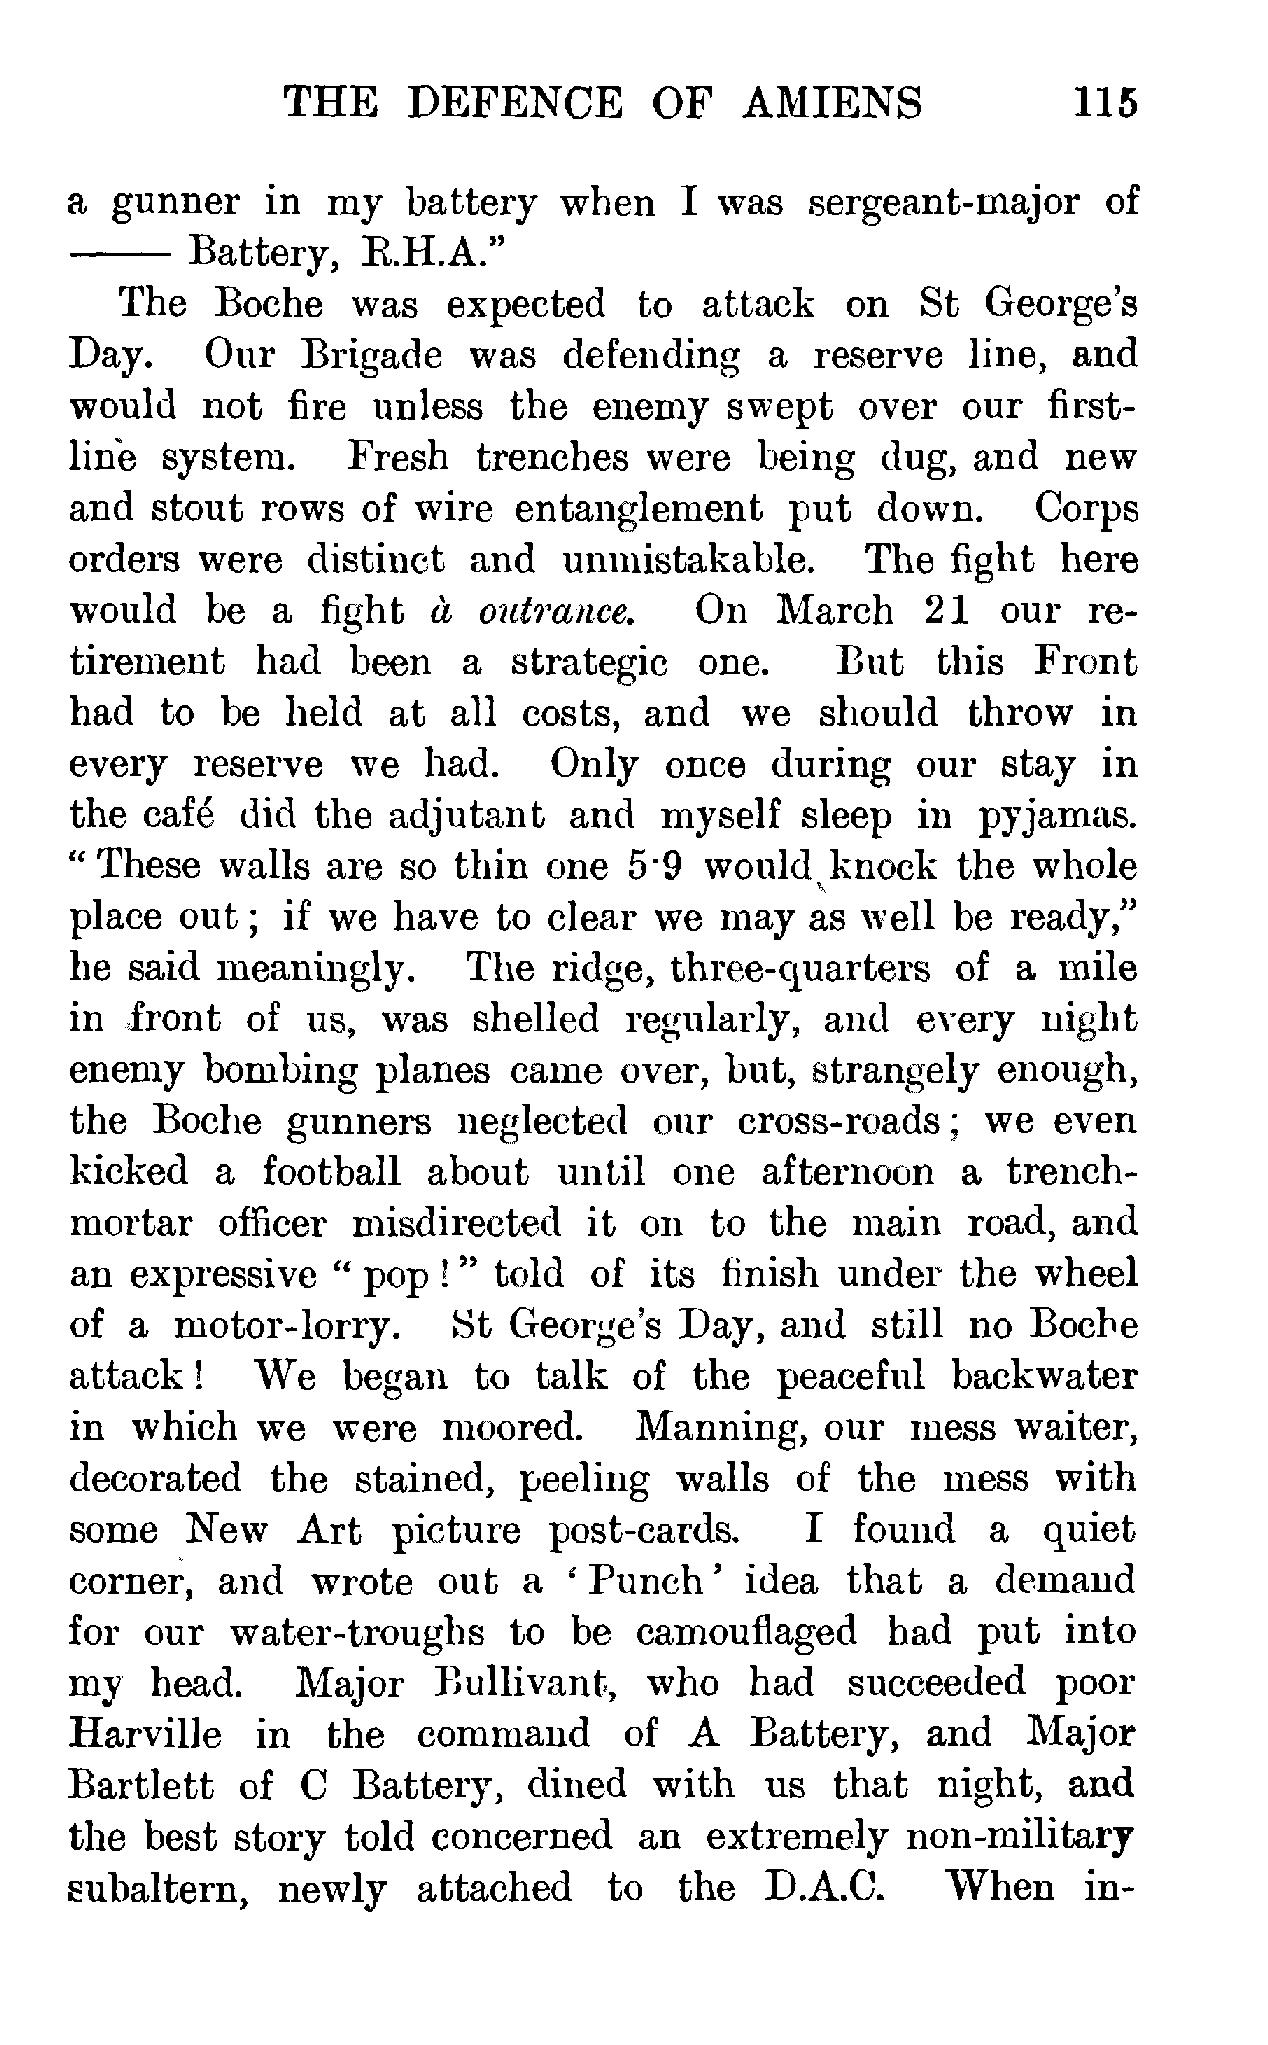 THE DEFENCE OF AMIENS 115
a gunner in my battery when I was sergeant-major of
—— Battery, R.H.A.”
The Boche was expected to attack on St George’s
Day. Our Brigade was defending a reserve line, and
would not fire unless the enemy swept over our first-
line system. Fresh trenches were being dug, and new
and stout rows of wire entanglement put down. Corps
orders were distinct and unmistakable. The fight here
would be a fight à outrance. On March 21 our re-
tirement had been a strategic one. But this Front
had to be held at all costs, and we should throw in
every reserve we had. Only once during our stay in
the café did the adjutant and myself sleep in pyjamas.
“ These walls are so thin one 5·9 would knock the whole
place out ; if we have to clear we may as well be ready,”
he said meaningly. The ridge, three-quarters of a mile
in front of us, was shelled regularly, and every night
enemy bombing planes came over, but, strangely enough,
the Boche gunners neglected our cross-roads ; we even
kicked a football about until one afternoon a trench-
mortar officer misdirected it on to the main road, and
an expressive “ pop ! ” told of its finish under the wheel
of a motor-lorry. St George’s Day, and still no Boche
attack ! We began to talk of the peaceful backwater
in which we were moored. Manning, our mess waiter,
decorated the stained, peeling walls of the mess with
some New Art picture post-cards. I found a quiet
corner, and wrote out a ‘ Punch ’ idea that a demand
for our water-troughs to be camouflaged had put into
my head. Major Bullivant, who had succeeded poor
Harville in the command of A Battery, and Major
Bartlett of C Battery, dined with us that night, and
the best story told concerned an extremely non-military
subaltern, newly attached to the D.A.C. When in-